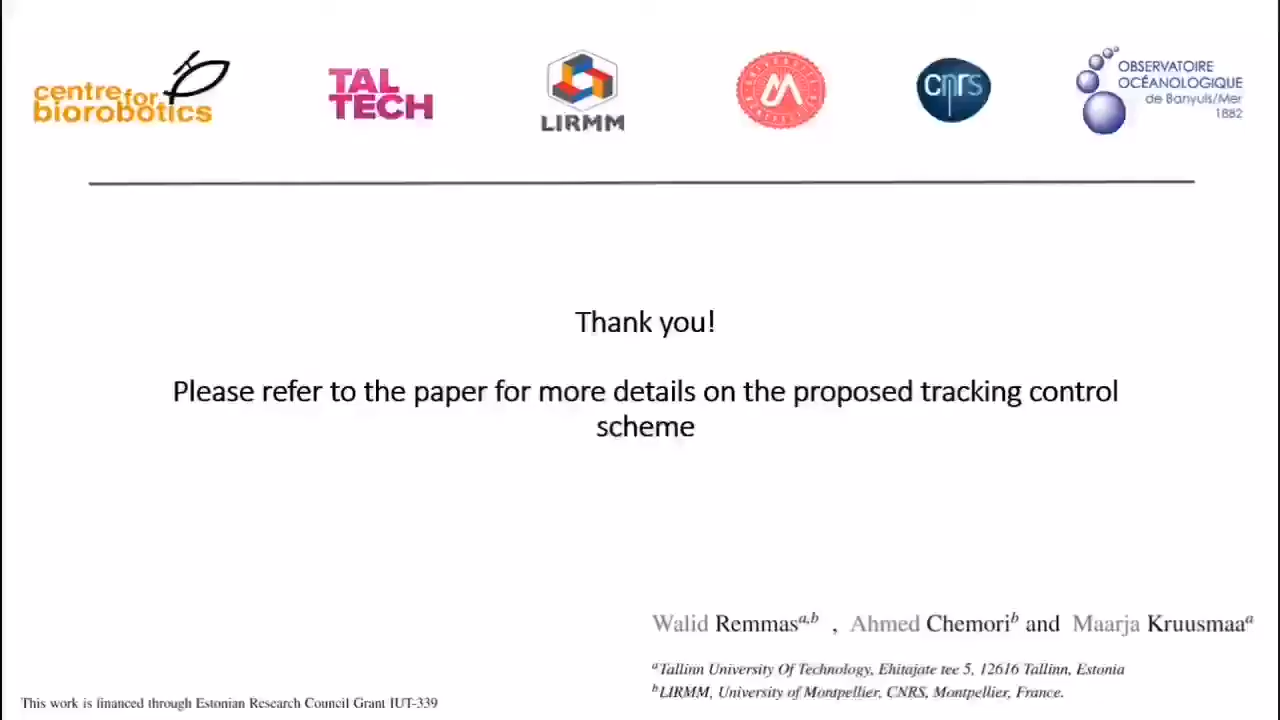 centre for
biorobotics
TAL
TECH
LIRMM
cnrs
OBSERVATOIRE
OCÉANOLOGIQUE
de Banyuls/Mer
1882
Thank you!
Please refer to the paper for more details on the proposed tracking control
scheme
Walid Remmas^a,b , Ahmed Chemori^b and Maarja Kruusmaa^a
^a Tallinn University Of Technology, Ehitajate tee 5, 12616 Tallinn, Estonia
^b LIRMM, University of Montpellier, CNRS, Montpellier, France.
This work is financed through Estonian Research Council Grant IUT-339